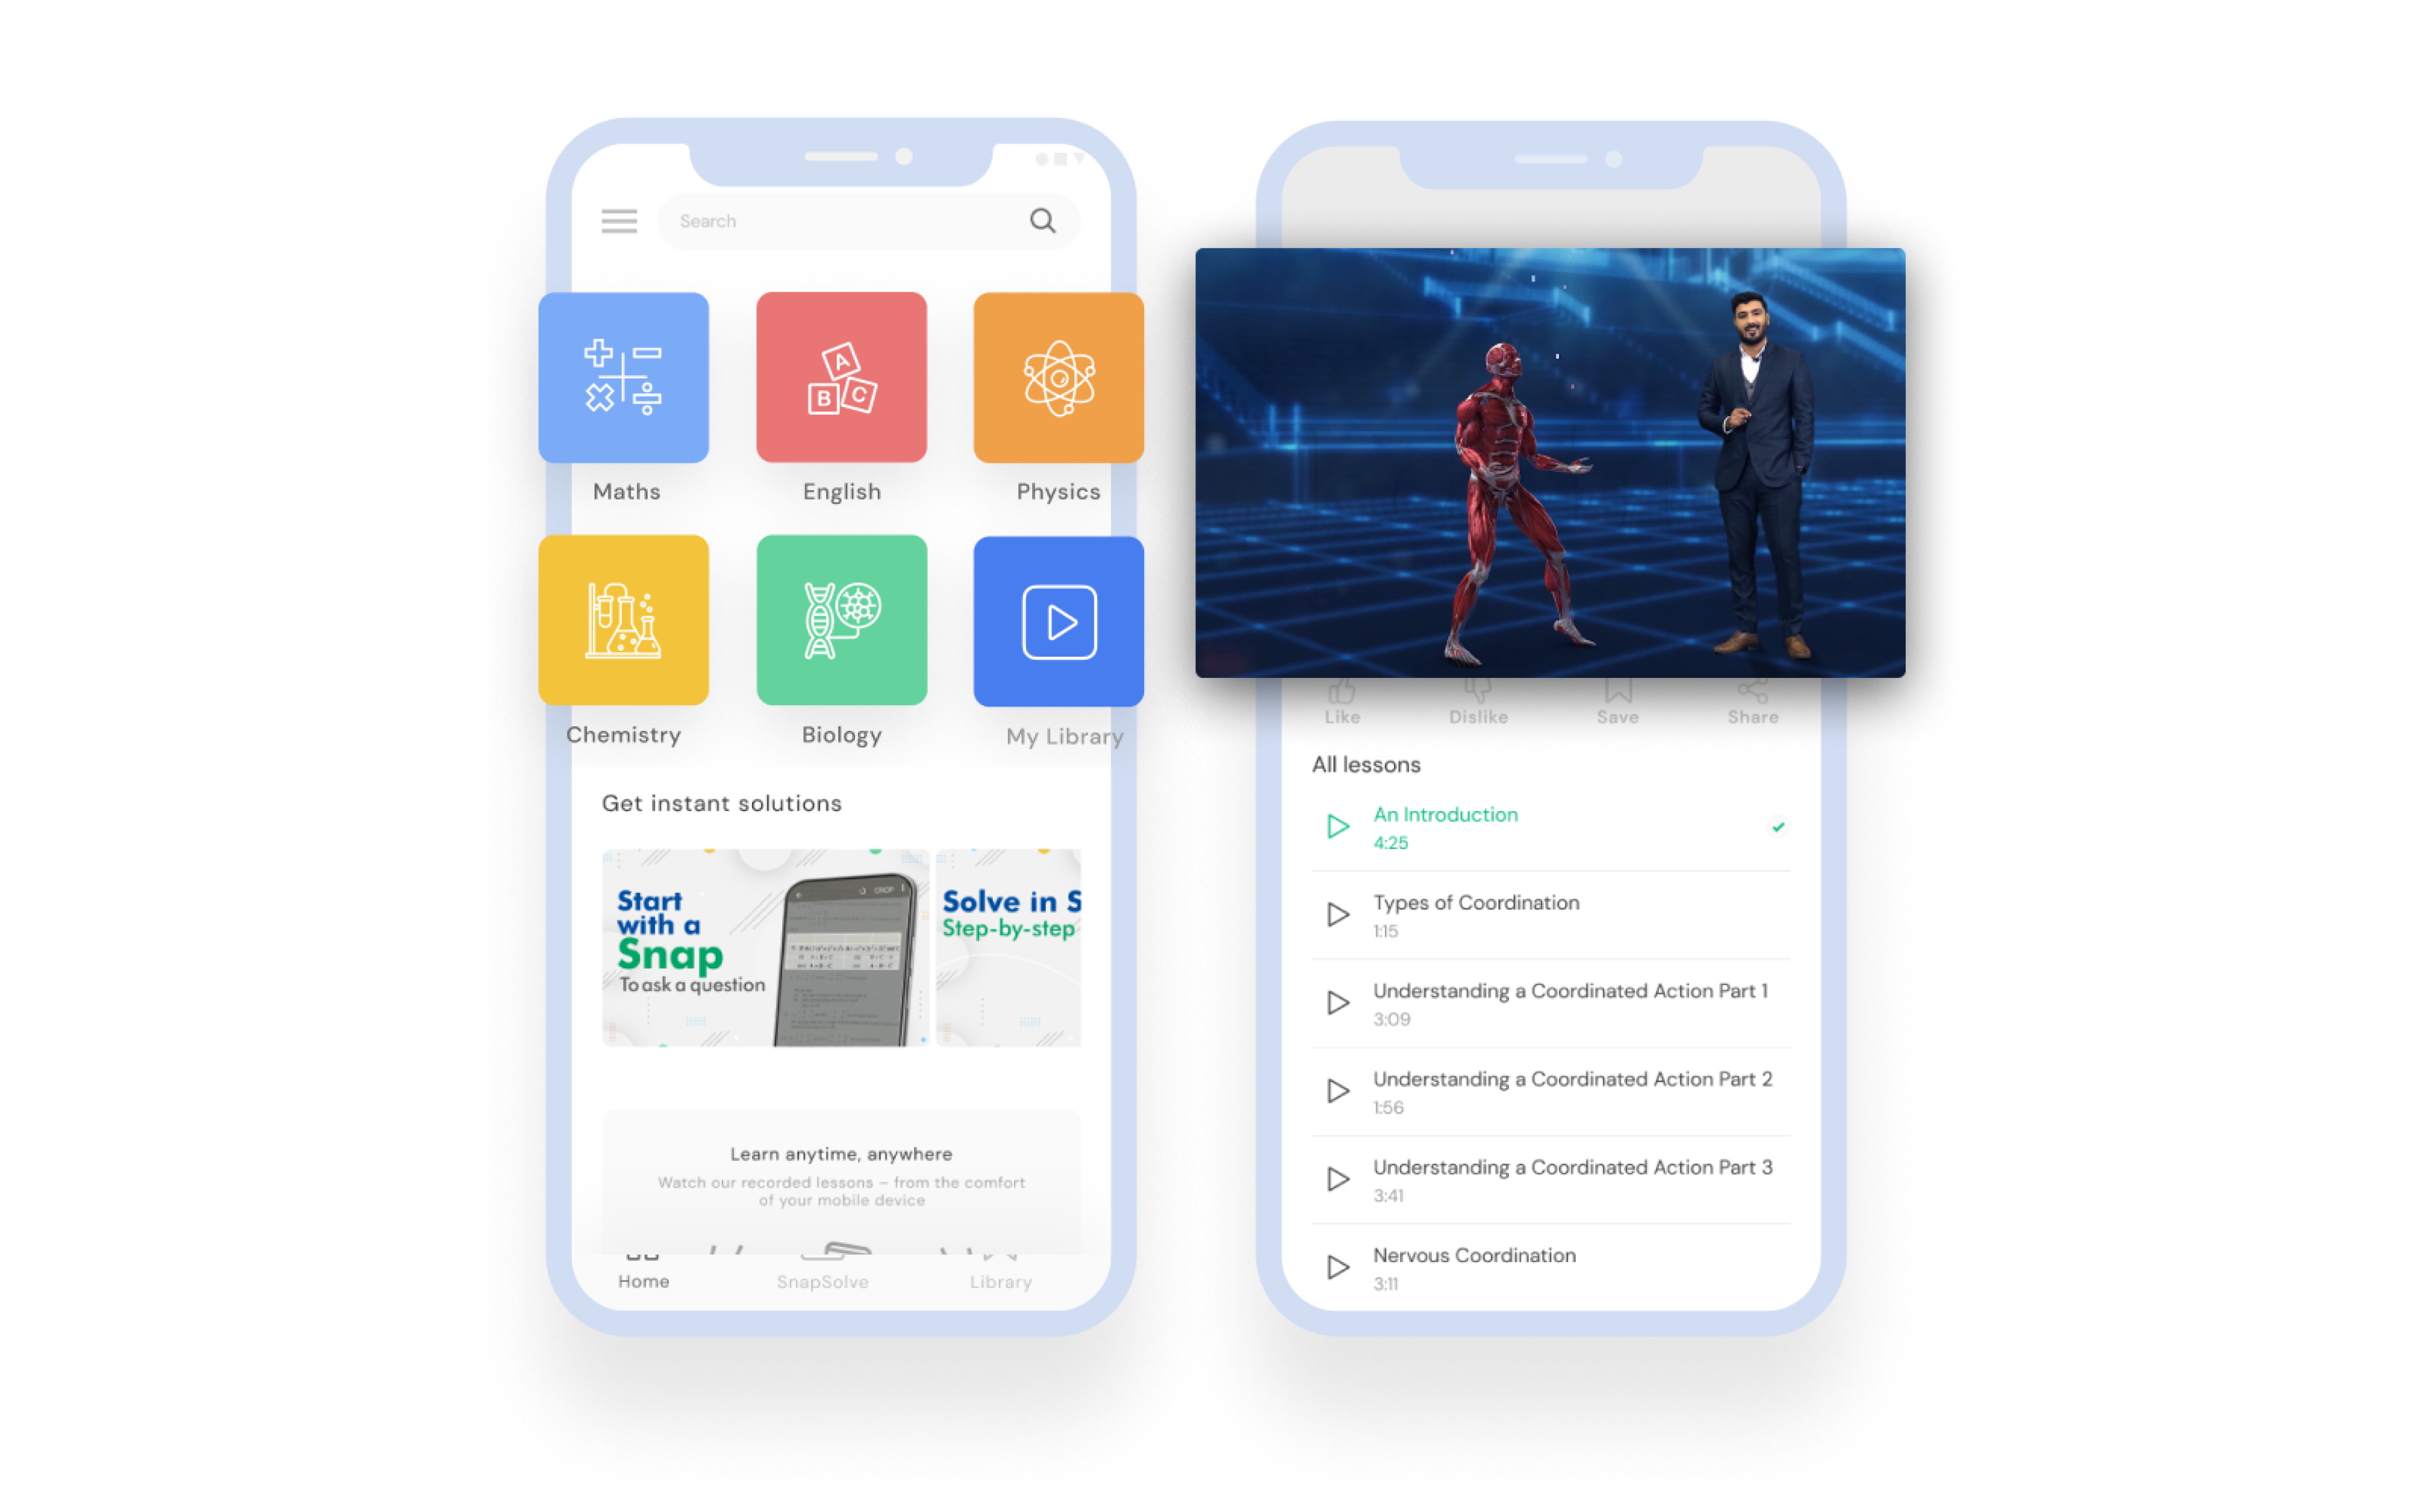 Search
A
B
C
Maths
English
Physics
Chemistry
Biology
My Library
Get instant solutions
Start
with a
Snap
To ask a question
CROP
Solve in S
Step-by-step
Learn anytime, anywhere
Watch our recorded lessons – from the comfort
of your mobile device
Home
SnapSolve
Library
Like
Dislike
Save
Share
All lessons
An Introduction
4:25
Types of Coordination
1:15
Understanding a Coordinated Action Part 1
3:09
Understanding a Coordinated Action Part 2
1:56
Understanding a Coordinated Action Part 3
3:41
Nervous Coordination
3:11